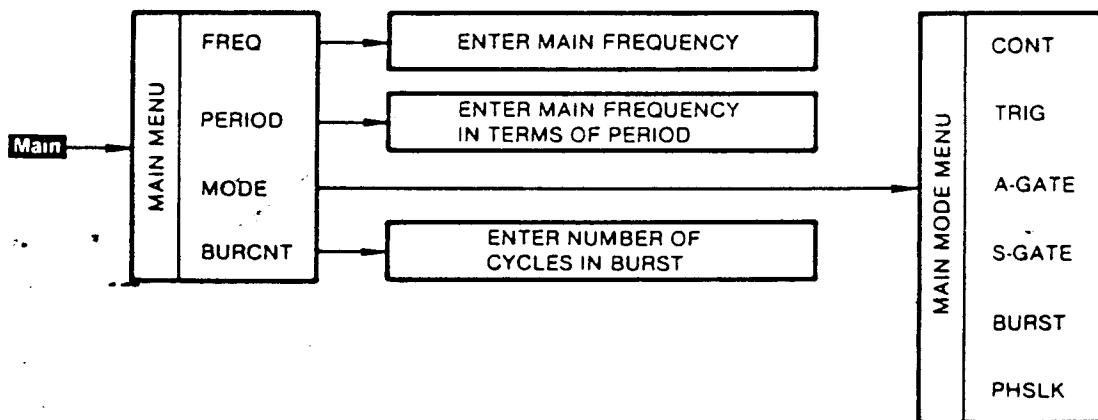 Main
MAIN MENU
FREQ
PERIOD
MODE
BURCNT
ENTER MAIN FREQUENCY
ENTER MAIN FREQUENCY
IN TERMS OF PERIOD
ENTER NUMBER OF
CYCLES IN BURST
MAIN MODE MENU
CONT
TRIG
A-GATE
S-GATE
BURST
PHSLK